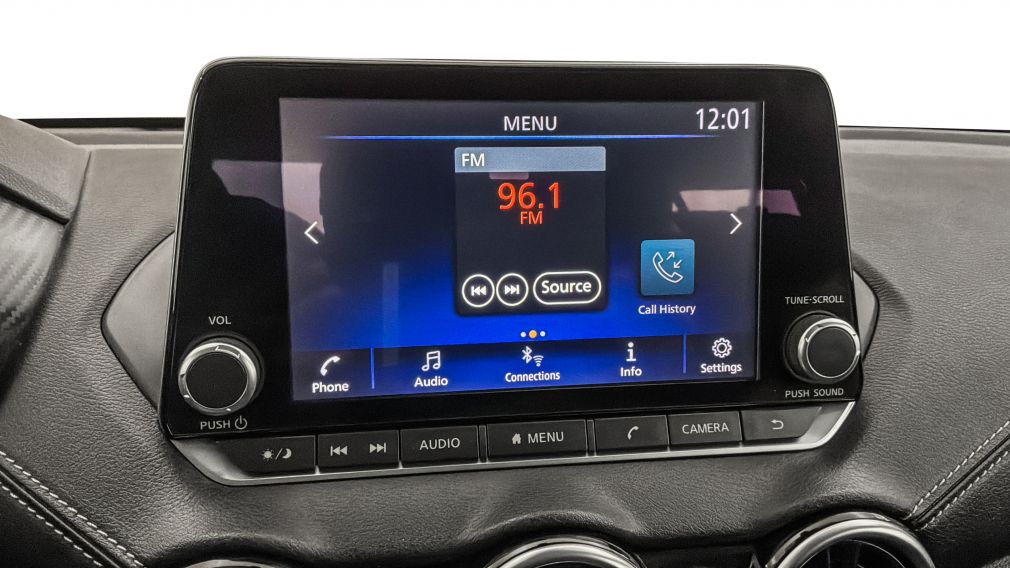 MENU 12:01
FM
96.1
FM
Source
Call History
VOL
TUNE·SCROLL
Phone Audio Connections Info Settings
PUSH
PUSH SOUND
AUDIO MENU CAMERA